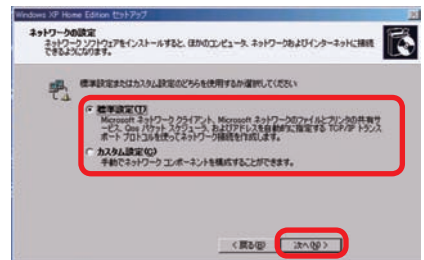 Windows XP Home Edition セットアップ
ネットワークの設定
ネットワーク ソフトウェアをインストールすると、ほかのコンピュータ、ネットワークおよびインターネットに接続
できるようになります。
標準設定またはカスタム設定のどちらを使用するか選択してください
標準設定(T)
Microsoft ネットワーク クライアント、Microsoft ネットワークのファイルとプリンタの共有サ
ービス、Qos パケット スケジューラ、およびアドレスを自動的に指定する TCP/IP トランス
ポート プロトコルを使ってネットワーク接続を作成します。
カスタム設定(C)
手動でネットワーク コンポーネントを構成することができます。
< 戻る(B)
次へ(N) >